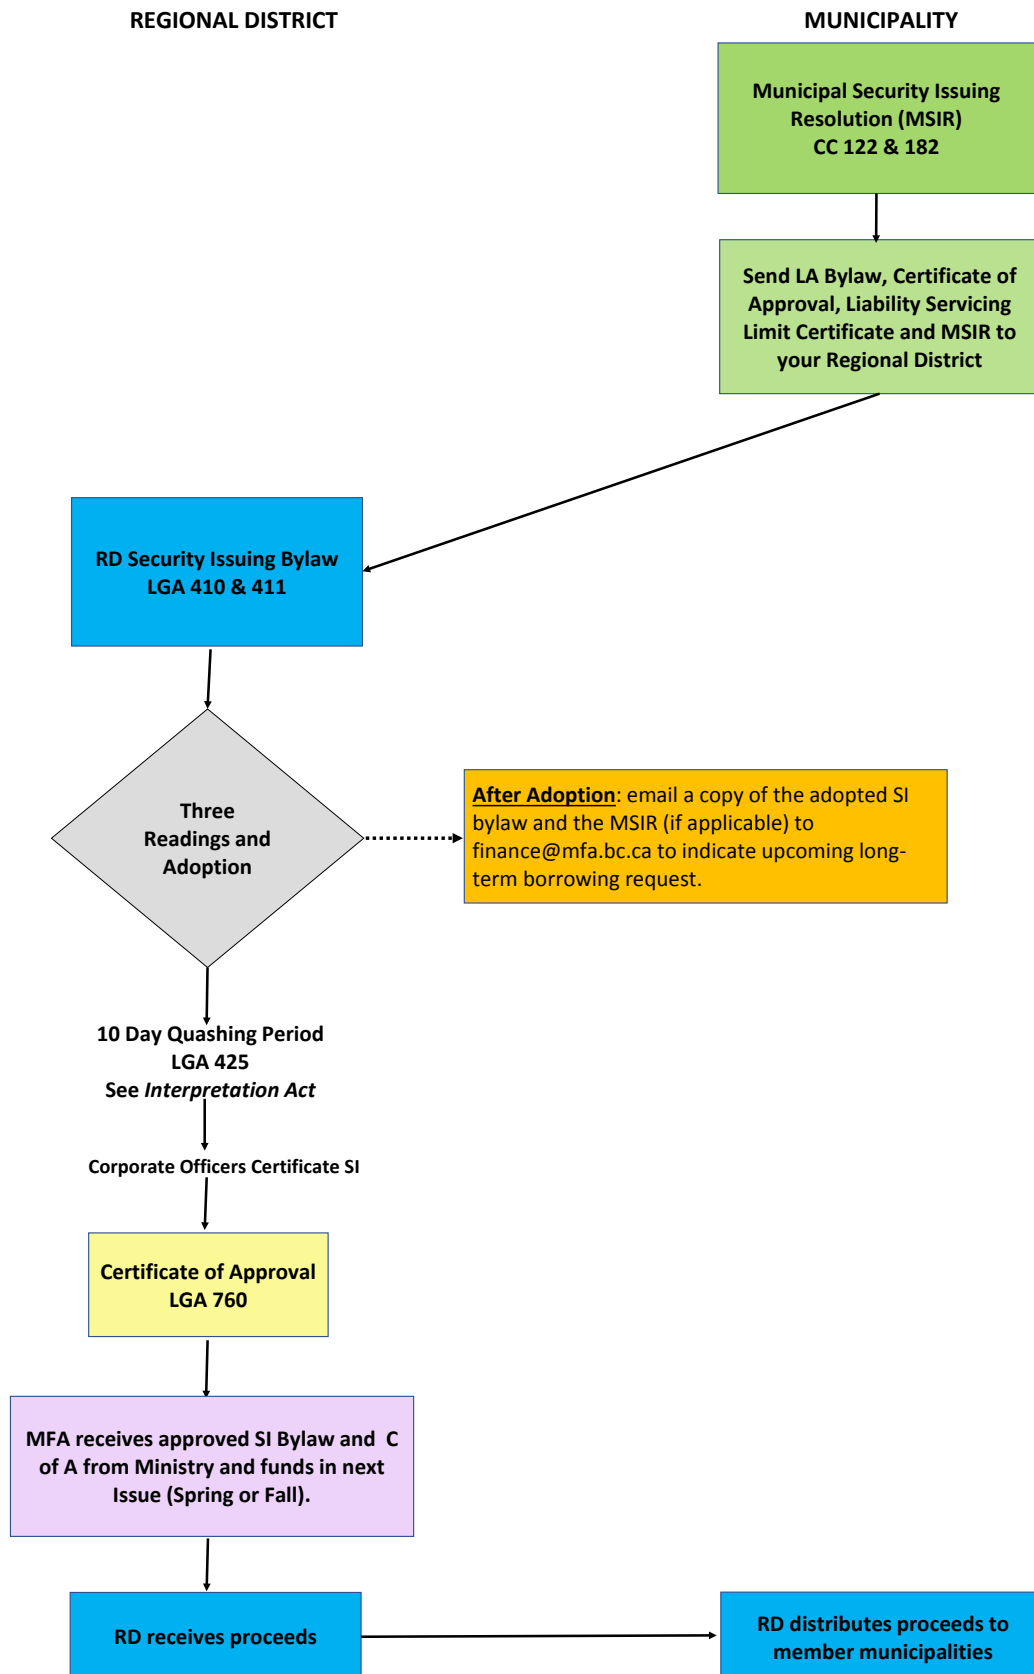 REGIONAL DISTRICT
MUNICIPALITY
Municipal Security Issuing
Resolution (MSIR)
CC 122 & 182
Send LA Bylaw, Certificate of
Approval, Liability Servicing
Limit Certificate and MSIR to
your Regional District
RD Security Issuing Bylaw
LGA 410 & 411
Three
Readings and
Adoption
After Adoption: email a copy of the adopted SI
bylaw and the MSIR (if applicable) to
finance@mfa.bc.ca to indicate upcoming long-
term borrowing request.
10 Day Quashing Period
LGA 425
See Interpretation Act
Corporate Officers Certificate SI
Certificate of Approval
LGA 760
MFA receives approved SI Bylaw and C
of A from Ministry and funds in next
Issue (Spring or Fall).
RD receives proceeds
RD distributes proceeds to
member municipalities